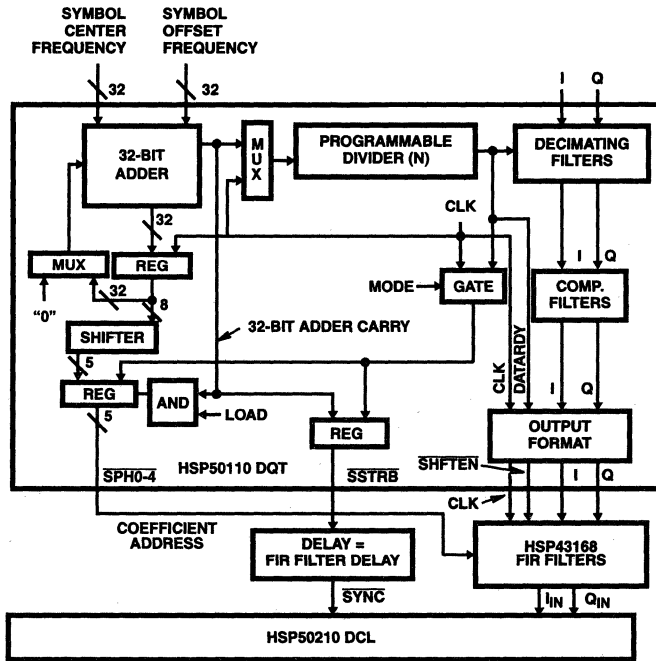 SYMBOL
CENTER
FREQUENCY
SYMBOL
OFFSET
FREQUENCY
32
32
I
Q
32-BIT
ADDER
MUX
PROGRAMMABLE
DIVIDER (N)
DECIMATING
FILTERS
32
CLK
MUX
REG
I
Q
MODE
GATE
COMP.
FILTERS
"0"
32
8
SHIFTER
32-BIT ADDER CARRY
CLK
DATARDY
5
I
Q
REG
AND
LOAD
5
REG
OUTPUT
FORMAT
HSP50110 DQT
SHFTEN
SPH0-4
SSTRB
I
Q
CLK
COEFFICIENT
ADDRESS
DELAY =
FIR FILTER DELAY
HSP43168
FIR FILTERS
SYNC
IIN
QIN
HSP50210 DCL